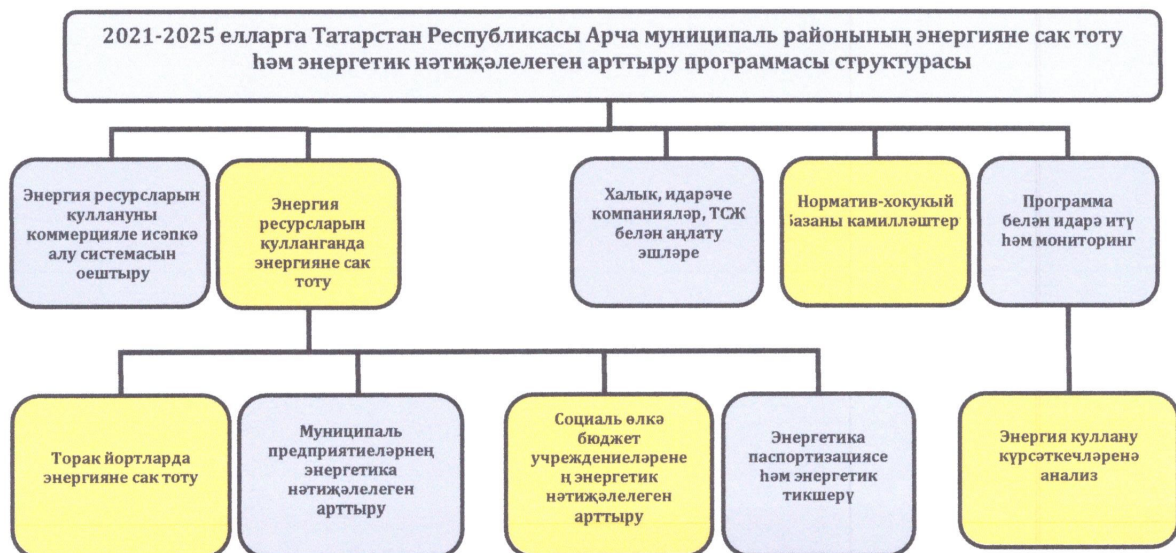 2021-2025 елларга Татарстан Республикасы Арча муниципаль районының энергияне сак тоту
һәм энергетик нәтиҗәлелеген арттыру программасы структурасы
Энергия ресурсларын
куллануны
коммерцияле исәпкә
алу системасын
оештыру
Энергия
ресурсларын
кулланганда
энергияне сак
тоту
Халык, идарәче
компанияләр, ТСЖ
белән аңлату
эшләре
Норматив-хокукый
базаны камилләштер
Программа
белән идарә итү
һәм мониторинг
Торак йортларда
энергияне сак тоту
Муниципаль
предприятиеләрнең
энергетика
нәтиҗәлелеген
арттыру
Социаль өлкә
бюджет
учреждениеләрене
ң энергетик
нәтиҗәлелеген
арттыру
Энергетика
паспортизациясе
һәм энергетик
тикшерү
Энергия куллану
күрсәткечләренә
анализ